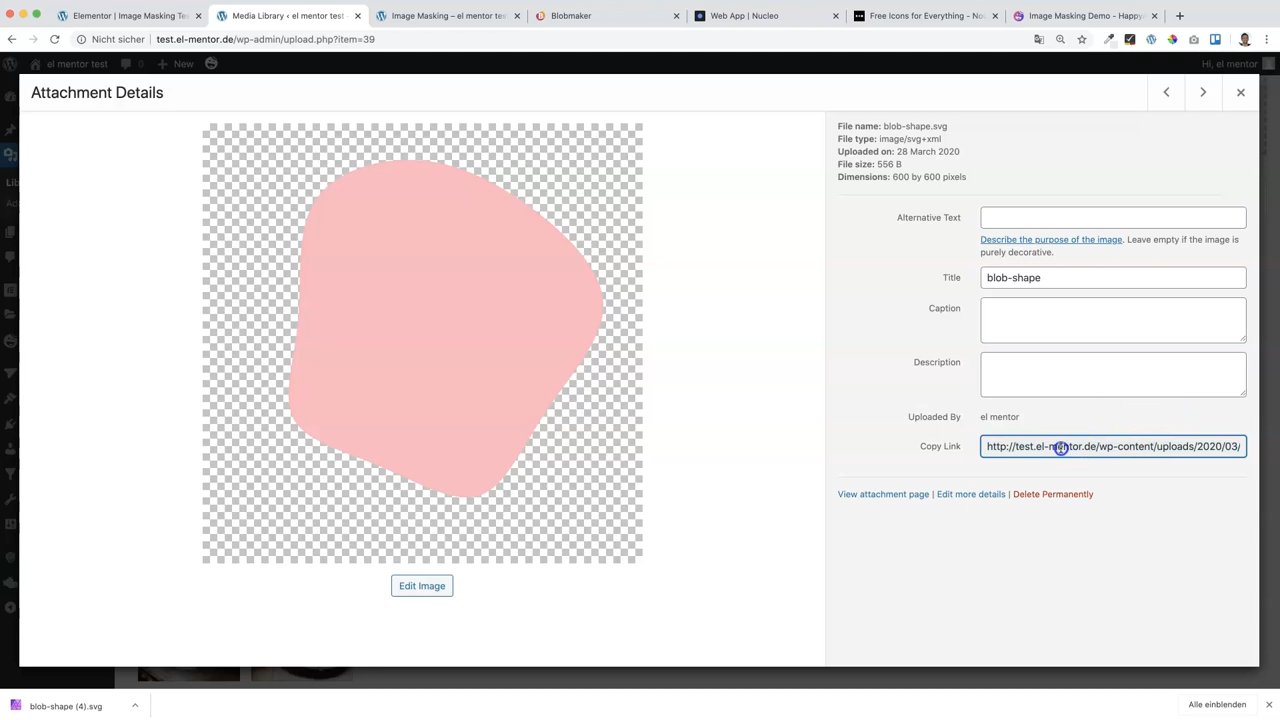 Elementor | Image Masking Tes
Media Library ‹ el mentor test -
Image Masking – el mentor test
Blobmaker
Web App | Nucleo
Free Icons for Everything - No
Image Masking Demo - Happy
Nicht sicher
test.el-mentor.de/wp-admin/upload.php?item=39
el mentor test
0
New
Hi, el mentor
Attachment Details
File name: blob-shape.svg
File type: image/svg+xml
Uploaded on: 28 March 2020
File size: 556 B
Dimensions: 600 by 600 pixels
Alternative Text
Describe the purpose of the image. Leave empty if the image is
purely decorative.
Title
blob-shape
Caption
Description
Uploaded By
el mentor
Copy Link
http://test.el-mentor.de/wp-content/uploads/2020/03/
View attachment page | Edit more details | Delete Permanently
Edit Image
blob-shape (4).svg
Alle einblenden